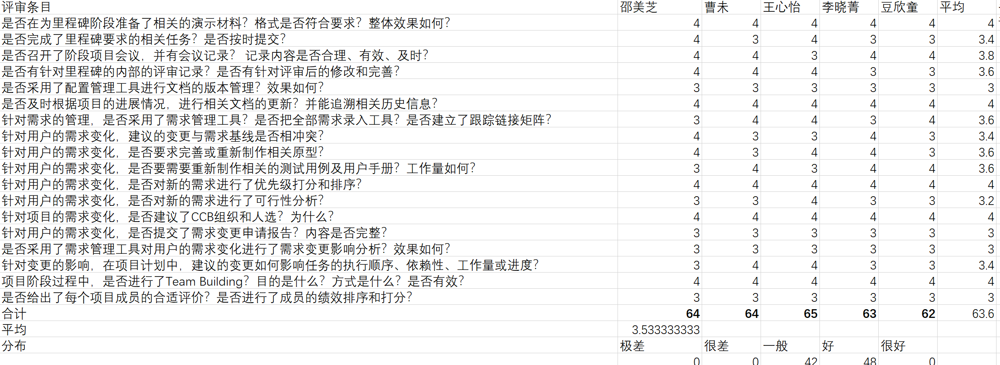 评审条目 邵美芝 曹未 王心怡 李晓菁 豆欣童 平均
是否在为里程碑阶段准备了相关的演示材料？格式是否符合要求？整体效果如何？ 4 4 4 4 4 4
是否完成了里程碑要求的相关任务？是否按时提交？ 4 3 4 3 3 3.4
是否召开了阶段项目会议，并有会议记录？ 记录内容是否合理、有效、及时？ 4 4 3 4 4 3.8
是否有针对里程碑的内部的评审记录？是否有针对评审后的修改和完善？ 4 4 4 3 3 3.6
是否采用了配置管理工具进行文档的版本管理？效果如何？ 3 3 3 3 3 3
是否及时根据项目的进展情况，进行相关文档的更新？并能追溯相关历史信息？ 4 4 4 4 4 4
针对需求的管理，是否采用了需求管理工具？是否把全部需求录入工具？是否建立了跟踪链接矩阵？ 3 4 4 3 4 3.6
针对用户的需求变化，建议的变更与需求基线是否相冲突？ 4 3 3 4 3 3.4
针对用户的需求变化，是否要求完善或重新制作相关原型？ 4 3 4 4 3 3.6
针对用户的需求变化，是否要需要重新制作相关的测试用例及用户手册？工作量如何？ 3 4 3 4 4 3.6
针对用户的需求变化，是否对新的需求进行了优先级打分和排序？ 4 4 4 4 4 4
针对用户的需求变化，是否对新的需求进行了可行性分析？ 3 3 4 3 3 3.2
针对项目的需求变化，是否建议了CCB组织和人选？为什么？ 4 4 4 4 4 4
针对用户的需求变化，是否提交了需求变更申请报告？内容是否完整？ 3 3 3 3 3 3
是否采用了需求管理工具对用户的需求变化进行了需求变更影响分析？效果如何？ 3 3 3 3 3 3
针对变更的影响，在项目计划中，建议的变更如何影响任务的执行顺序、依赖性、工作量或进度？ 3 4 4 3 3 3.4
项目阶段过程中，是否进行了Team Building？目的是什么？方式是什么？是否有效？ 4 4 4 4 4 4
是否给出了每个项目成员的合适评价？是否进行了成员的绩效排序和打分？ 3 3 3 3 3 3
合计 64 64 65 63 62 63.6
平均 3.533333333
分布 极差 很差 一般 好 很好
0 0 42 48 0